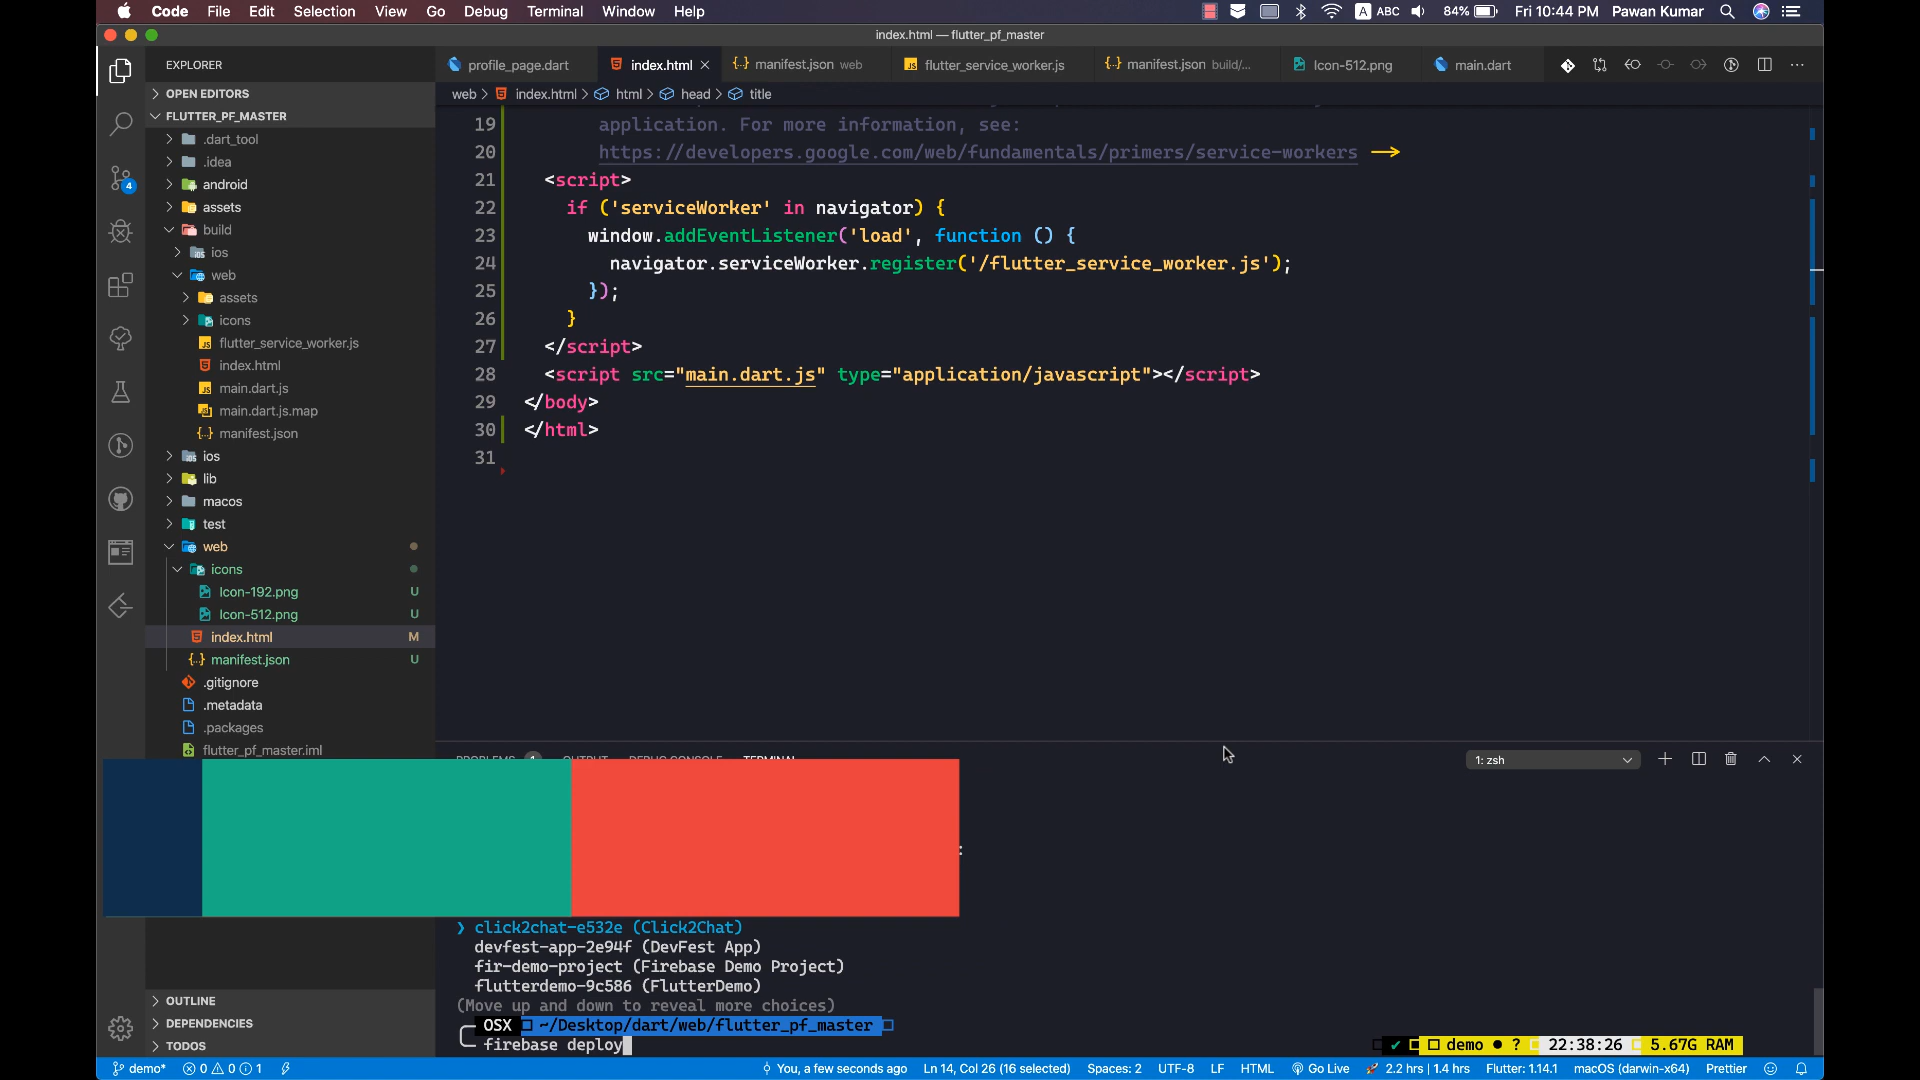 Code File Edit Selection View Go Debug Terminal Window Help
A ABC 84% Fri 10:44 PM Pawan Kumar
index.html — flutter_pf_master
EXPLORER
profile_page.dart index.html manifest.json web flutter_service_worker.js manifest.json build/... Icon-512.png main.dart
web > index.html > html > head > title
OPEN EDITORS
FLUTTER_PF_MASTER
.dart_tool
.idea
android
assets
build
ios
web
assets
icons
flutter_service_worker.js
index.html
main.dart.js
main.dart.js.map
manifest.json
ios
lib
macos
test
web
icons
Icon-192.png U
Icon-512.png U
index.html M
manifest.json U
.gitignore
.metadata
.packages
flutter_pf_master.iml
OUTLINE
DEPENDENCIES
TODOS
4
19 application. For more information, see:
20 https://developers.google.com/web/fundamentals/primers/service-workers -->
21 <script>
22 if ('serviceWorker' in navigator) {
23 window.addEventListener('load', function () {
24 navigator.serviceWorker.register('/flutter_service_worker.js');
25 });
26 }
27 </script>
28 <script src="main.dart.js" type="application/javascript"></script>
29 </body>
30 </html>
31
PROBLEMS OUTPUT DEBUG CONSOLE TERMINAL
1: zsh
:
❯ click2chat-e532e (Click2Chat)
devfest-app-2e94f (DevFest App)
fir-demo-project (Firebase Demo Project)
flutterdemo-9c586 (FlutterDemo)
(Move up and down to reveal more choices)
OSX ~/Desktop/dart/web/flutter_pf_master
firebase deploy
✔ demo ● ? 22:38:26 5.67G RAM
demo* 0 0 1 You, a few seconds ago Ln 14, Col 26 (16 selected) Spaces: 2 UTF-8 LF HTML Go Live 2.2 hrs | 1.4 hrs Flutter: 1.14.1 macOS (darwin-x64) Prettier